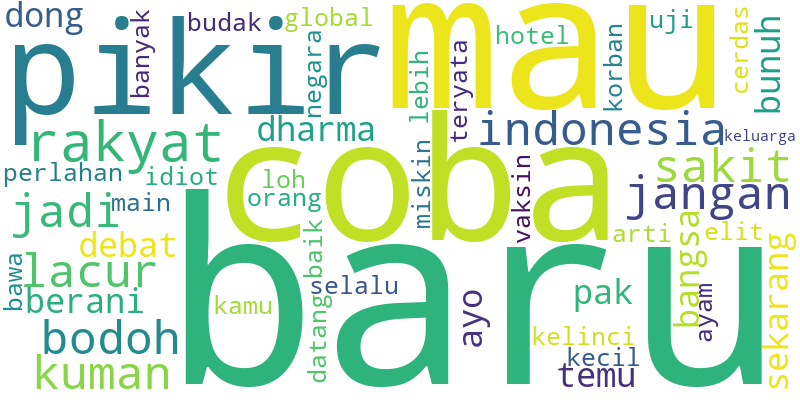 dong
banyak
budak
global
pikir
mau
negara
lebih
teryata
hotel
korban
uji
cerdas
bunuh
rakyat
dharma
indonesia
keluarga
perlahan
idiot
loh
orang
og
coba
miskin
vaksin
sakit
jangan
jadi
main
debat
lacur
bawa
berani
kamu
datang
baik
selalu
baru
ayo
arti
elit
bangsa
ayam
sekarang
pak
bodoh
kuman
kelinci
kecil
temu